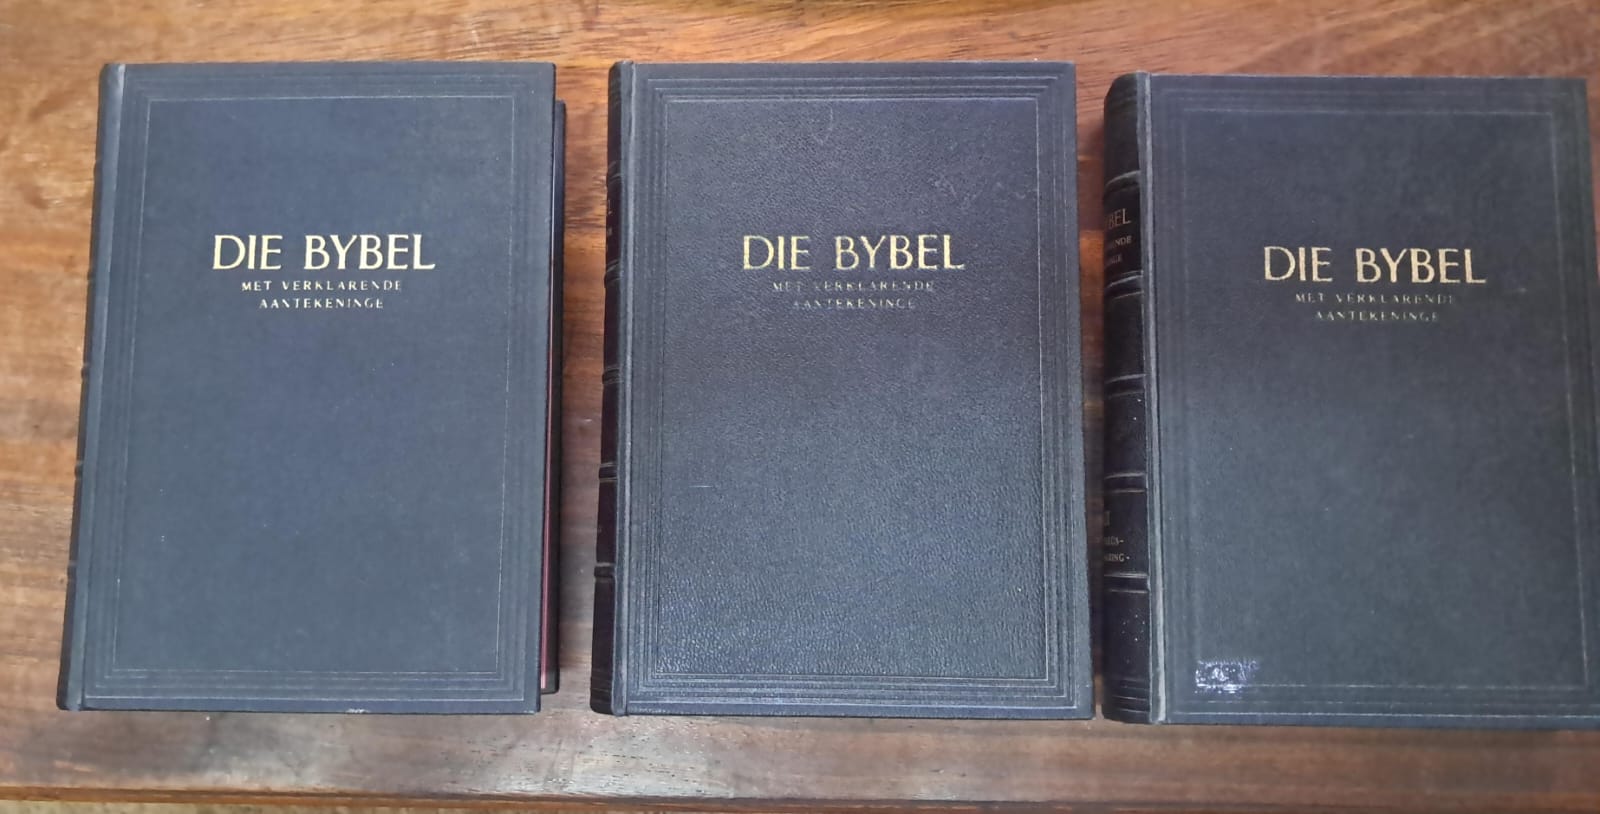 DIE BYBEL
MET VERKLARENDE
AANTEKENINGE
DIE BYBEL
MET VERKLARENDE
AANTEKENINGE
DIE BYBEL
MET VERKLARENDE
AANTEKENINGE